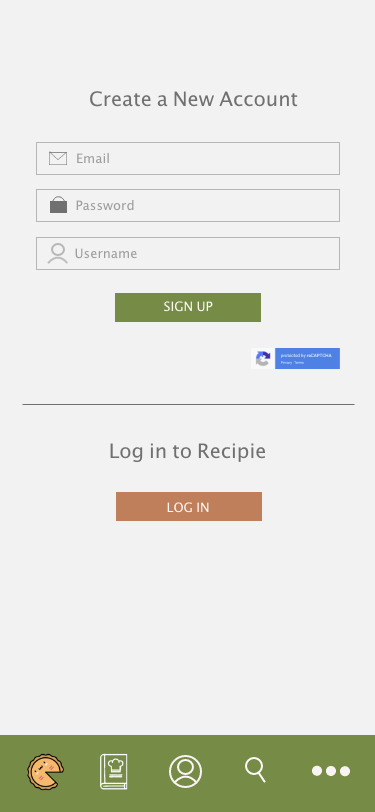 Create a New Account
Email
Password
Username
SIGN UP
protected by reCAPTCHA
Privacy - Terms
Log in to Recipie
LOG IN